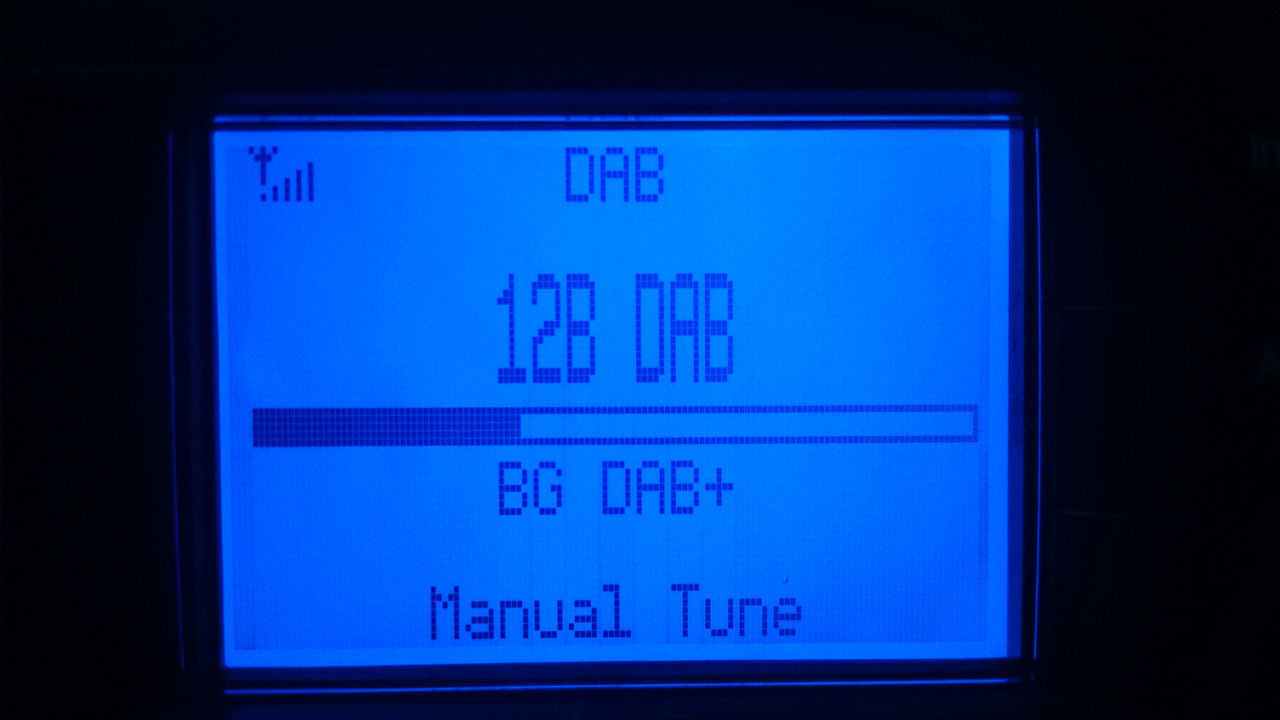 DAB
12B DAB
BG DAB+
Manual Tune